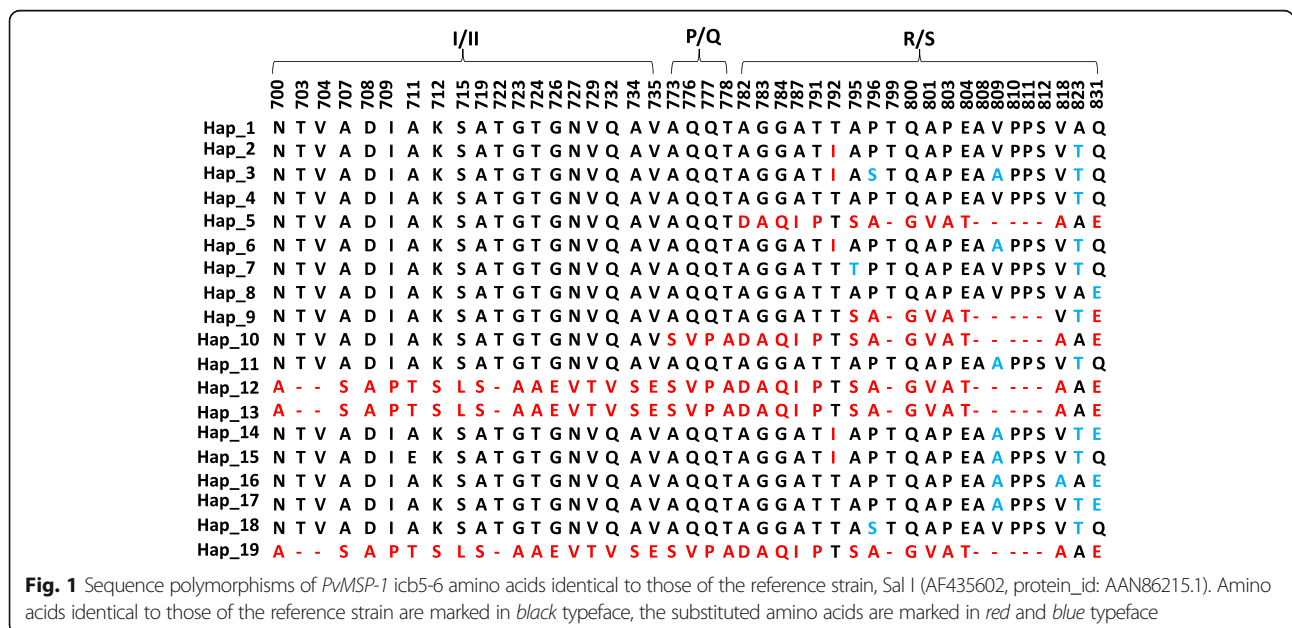 I/II P/Q R/S
700 703 704 707 708 709 711 712 715 719 722 723 724 726 727 729 732 734 735 773 776 777 778 782 783 784 787 791 792 795 796 799 800 801 803 804 808 809 810 811 812 818 823 831
Hap_1 N T V A D I A K S A T G T G N V Q A V A Q Q T A G G A T T A P T Q A P E A V P P S V A Q
Hap_2 N T V A D I A K S A T G T G N V Q A V A Q Q T A G G A T I A P T Q A P E A V P P S V T Q
Hap_3 N T V A D I A K S A T G T G N V Q A V A Q Q T A G G A T I A S T Q A P E A A P P S V T Q
Hap_4 N T V A D I A K S A T G T G N V Q A V A Q Q T A G G A T T A P T Q A P E A V P P S V T Q
Hap_5 N T V A D I A K S A T G T G N V Q A V A Q Q T D A Q I P T S A - G V A T - - - - - A A E
Hap_6 N T V A D I A K S A T G T G N V Q A V A Q Q T A G G A T I A P T Q A P E A A P P S V T Q
Hap_7 N T V A D I A K S A T G T G N V Q A V A Q Q T A G G A T T T P T Q A P E A V P P S V T Q
Hap_8 N T V A D I A K S A T G T G N V Q A V A Q Q T A G G A T T A P T Q A P E A V P P S V A E
Hap_9 N T V A D I A K S A T G T G N V Q A V A Q Q T A G G A T T S A - G V A T - - - - - V T E
Hap_10 N T V A D I A K S A T G T G N V Q A V S V P A D A Q I P T S A - G V A T - - - - - A A E
Hap_11 N T V A D I A K S A T G T G N V Q A V A Q Q T A G G A T T A P T Q A P E A A P P S V T Q
Hap_12 A - - S A P T S L S - A A E V T V S E S V P A D A Q I P T S A - G V A T - - - - - A A E
Hap_13 A - - S A P T S L S - A A E V T V S E S V P A D A Q I P T S A - G V A T - - - - - A A E
Hap_14 N T V A D I A K S A T G T G N V Q A V A Q Q T A G G A T I A P T Q A P E A A P P S V T E
Hap_15 N T V A D I E K S A T G T G N V Q A V A Q Q T A G G A T I A P T Q A P E A A P P S V T Q
Hap_16 N T V A D I A K S A T G T G N V Q A V A Q Q T A G G A T T A P T Q A P E A A P P S A A E
Hap_17 N T V A D I A K S A T G T G N V Q A V A Q Q T A G G A T T A P T Q A P E A A P P S V T E
Hap_18 N T V A D I A K S A T G T G N V Q A V A Q Q T A G G A T T A S T Q A P E A V P P S V T Q
Hap_19 A - - S A P T S L S - A A E V T V S E S V P A D A Q I P T S A - G V A T - - - - - A A E
Fig. 1 Sequence polymorphisms of PvMSP-1 icb5-6 amino acids identical to those of the reference strain, Sal I (AF435602, protein_id: AAN86215.1). Amino
acids identical to those of the reference strain are marked in black typeface, the substituted amino acids are marked in red and blue typeface